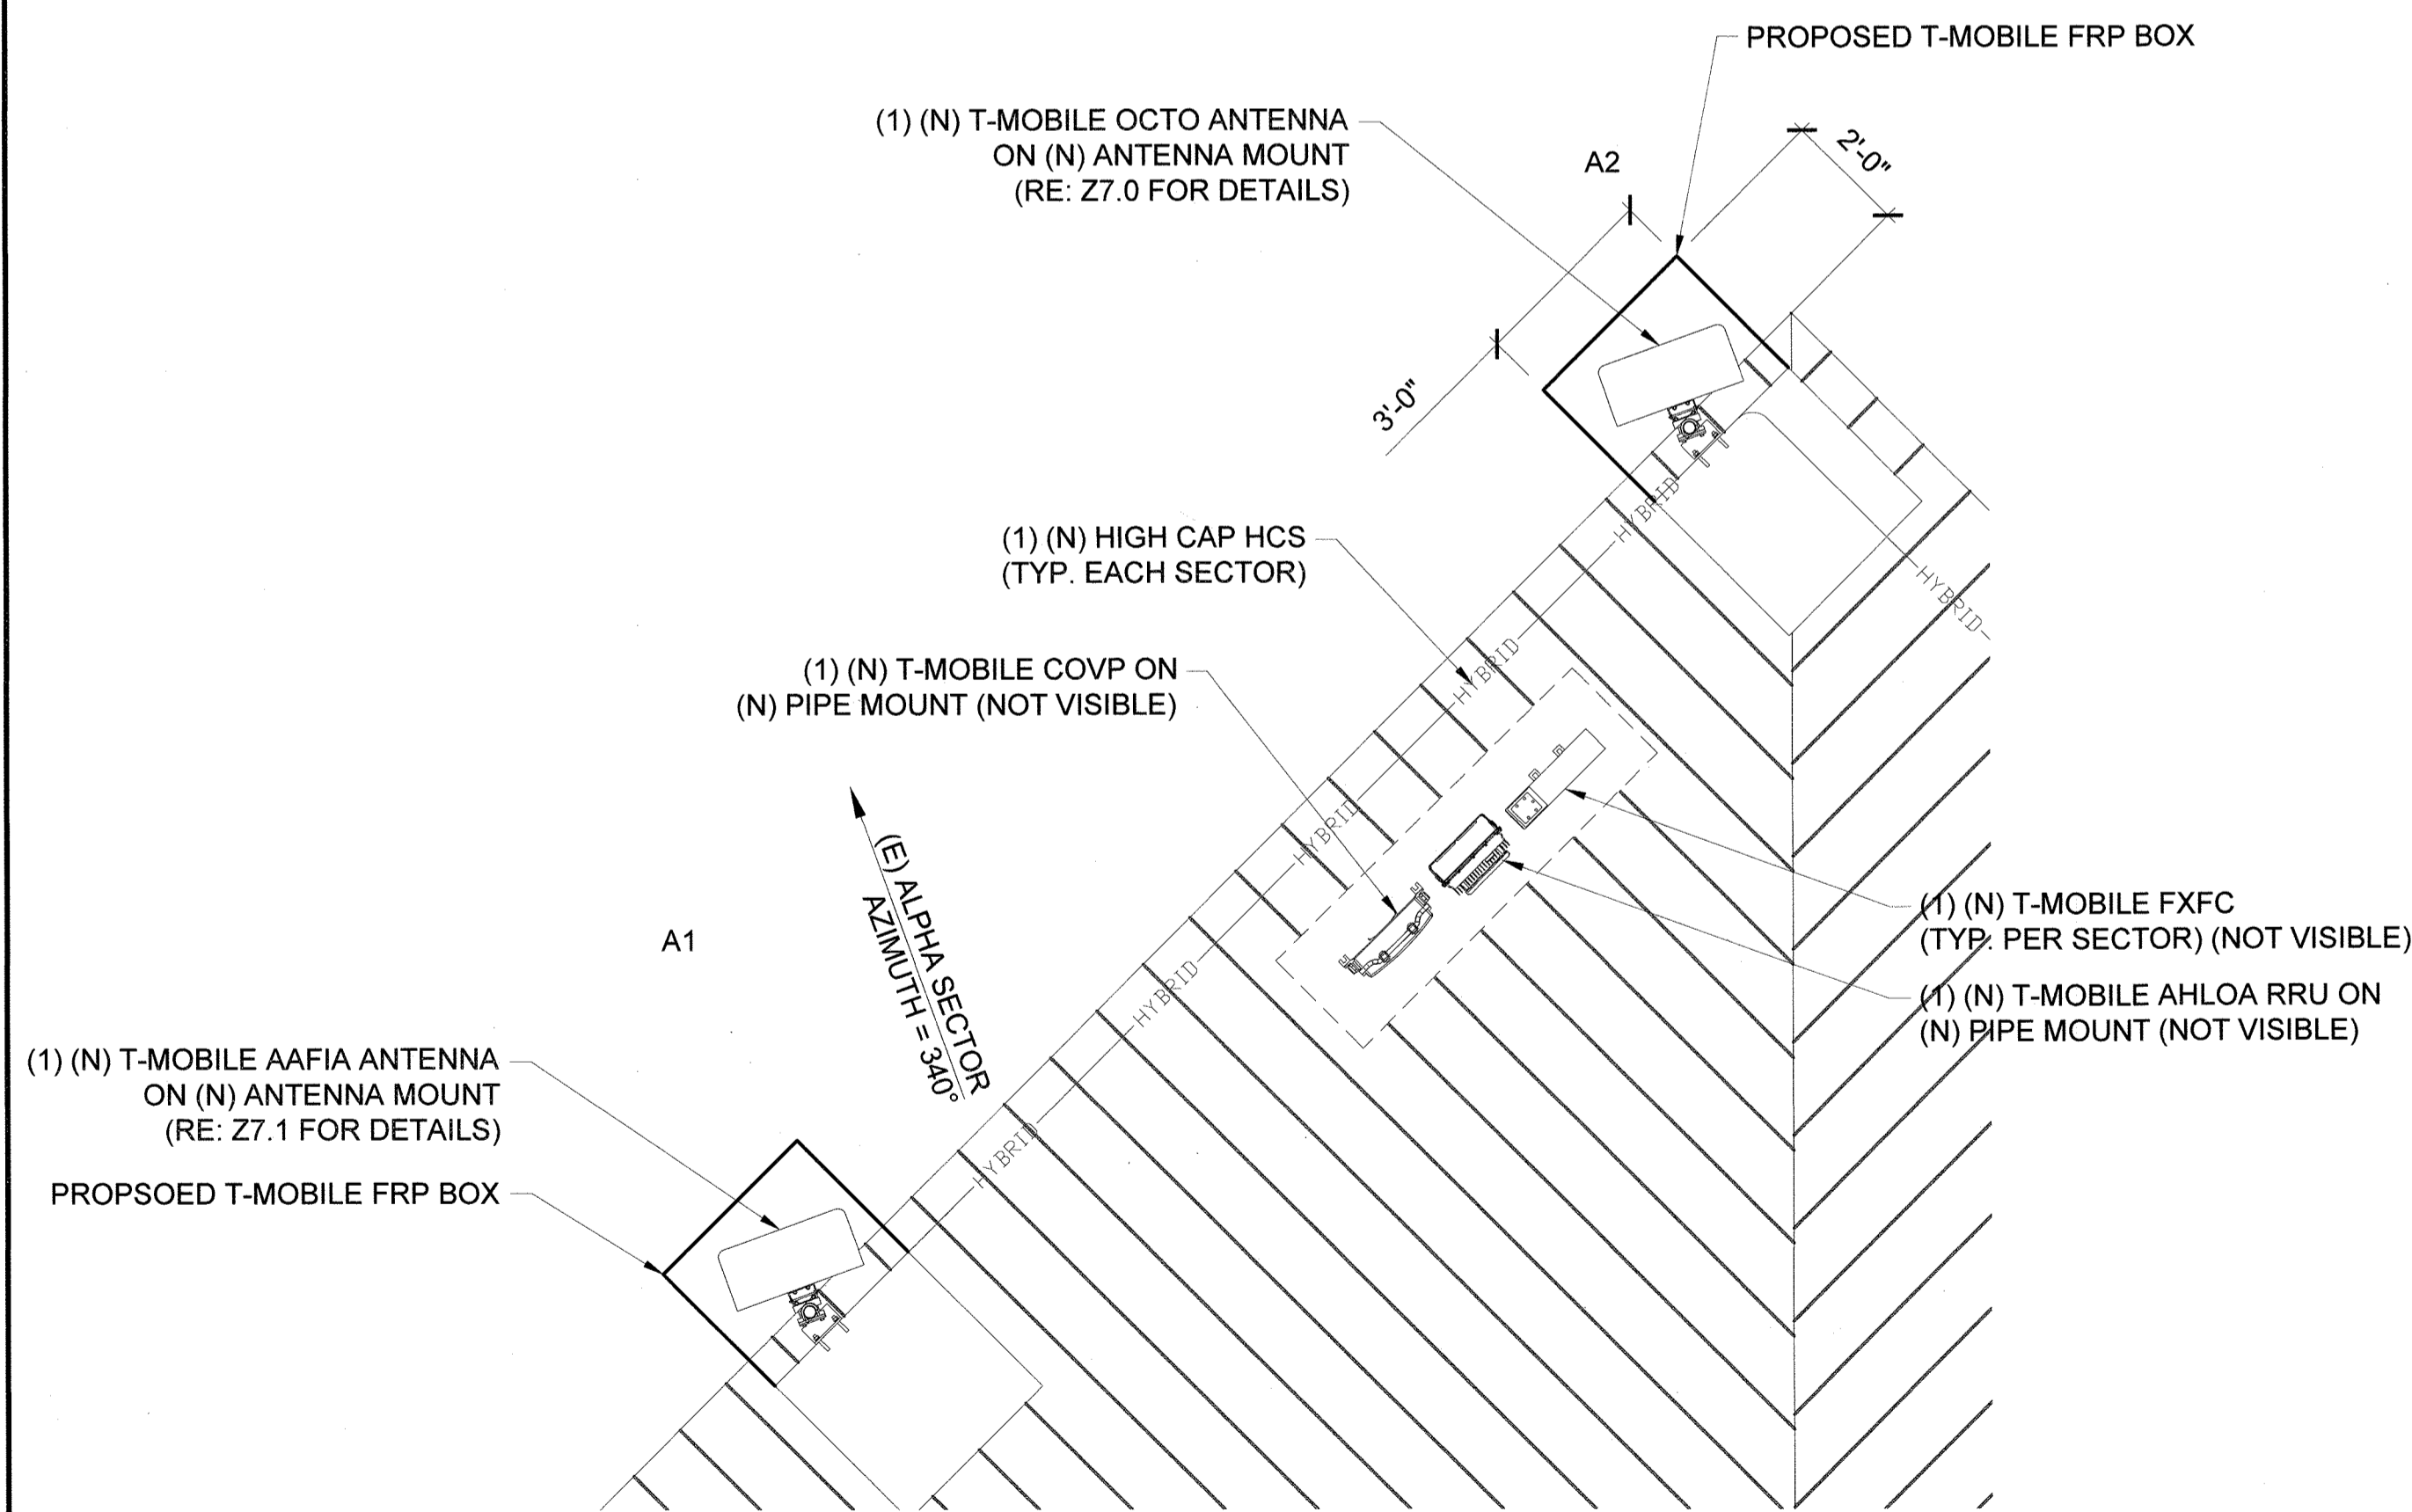 PROPOSED T-MOBILE FRP BOX
(1) (N) T-MOBILE OCTO ANTENNA
ON (N) ANTENNA MOUNT
(RE: Z7.0 FOR DETAILS)
A2
2'-0"
3'-0"
HYBRID
(1) (N) HIGH CAP HCS
(TYP. EACH SECTOR)
HYBRID
(1) (N) T-MOBILE COVP ON
(N) PIPE MOUNT (NOT VISIBLE)
HYBRID
HYBRID
(E) ALPHA SECTOR
AZIMUTH = 340°
A1
(1) (N) T-MOBILE FXFC
(TYP. PER SECTOR) (NOT VISIBLE)
HYBRID
(1) (N) T-MOBILE AHLOA RRU ON
(N) PIPE MOUNT (NOT VISIBLE)
(1) (N) T-MOBILE AAFIA ANTENNA
ON (N) ANTENNA MOUNT
(RE: Z7.1 FOR DETAILS)
HYBRID
PROPSOED T-MOBILE FRP BOX